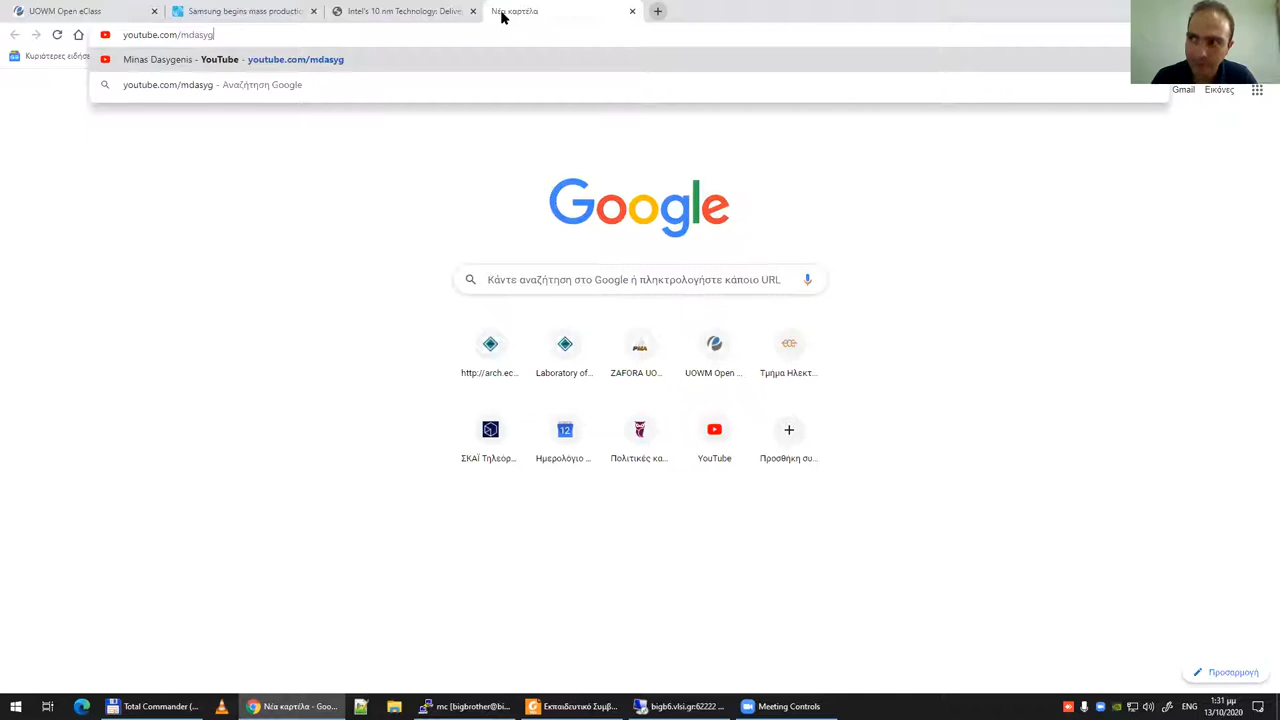 UOWM Open eClass
Samsung begins mass productio
Intel's 10 nm Technology: Delive
Νέα καρτέλα
youtube.com/mdasyg
Κυριότερες ειδήσε
Minas Dasygenis - YouTube - youtube.com/mdasyg
youtube.com/mdasyg - Αναζήτηση Google
Gmail
Εικόνες
Google
Κάντε αναζήτηση στο Google ή πληκτρολογήστε κάποιο URL
http://arch.ec...
Laboratory of...
ZAFORA UO...
UOWM Open ...
Τμήμα Ηλεκτ...
ΣΚΑΪ Τηλεόρ...
Ημερολόγιο ...
Πολιτικές κα...
YouTube
Προσθήκη συ...
Προσαρμογή
Total Commander (...
Νέα καρτέλα - Goo...
mc [bigbrother@bi...
Εκπαιδευτικό Συμβ...
bigb6.vlsi.gr:62222 ...
Meeting Controls
ENG
1:31 μμ
13/10/2020